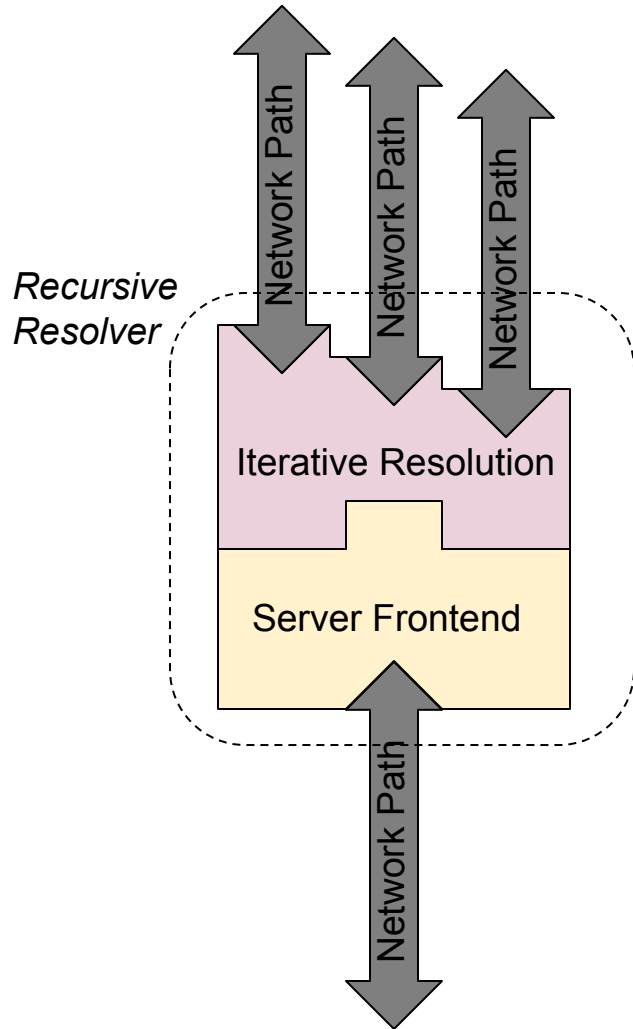 Network Path
Network Path
Network Path
Recursive
Resolver
Iterative Resolution
Server Frontend
Network Path